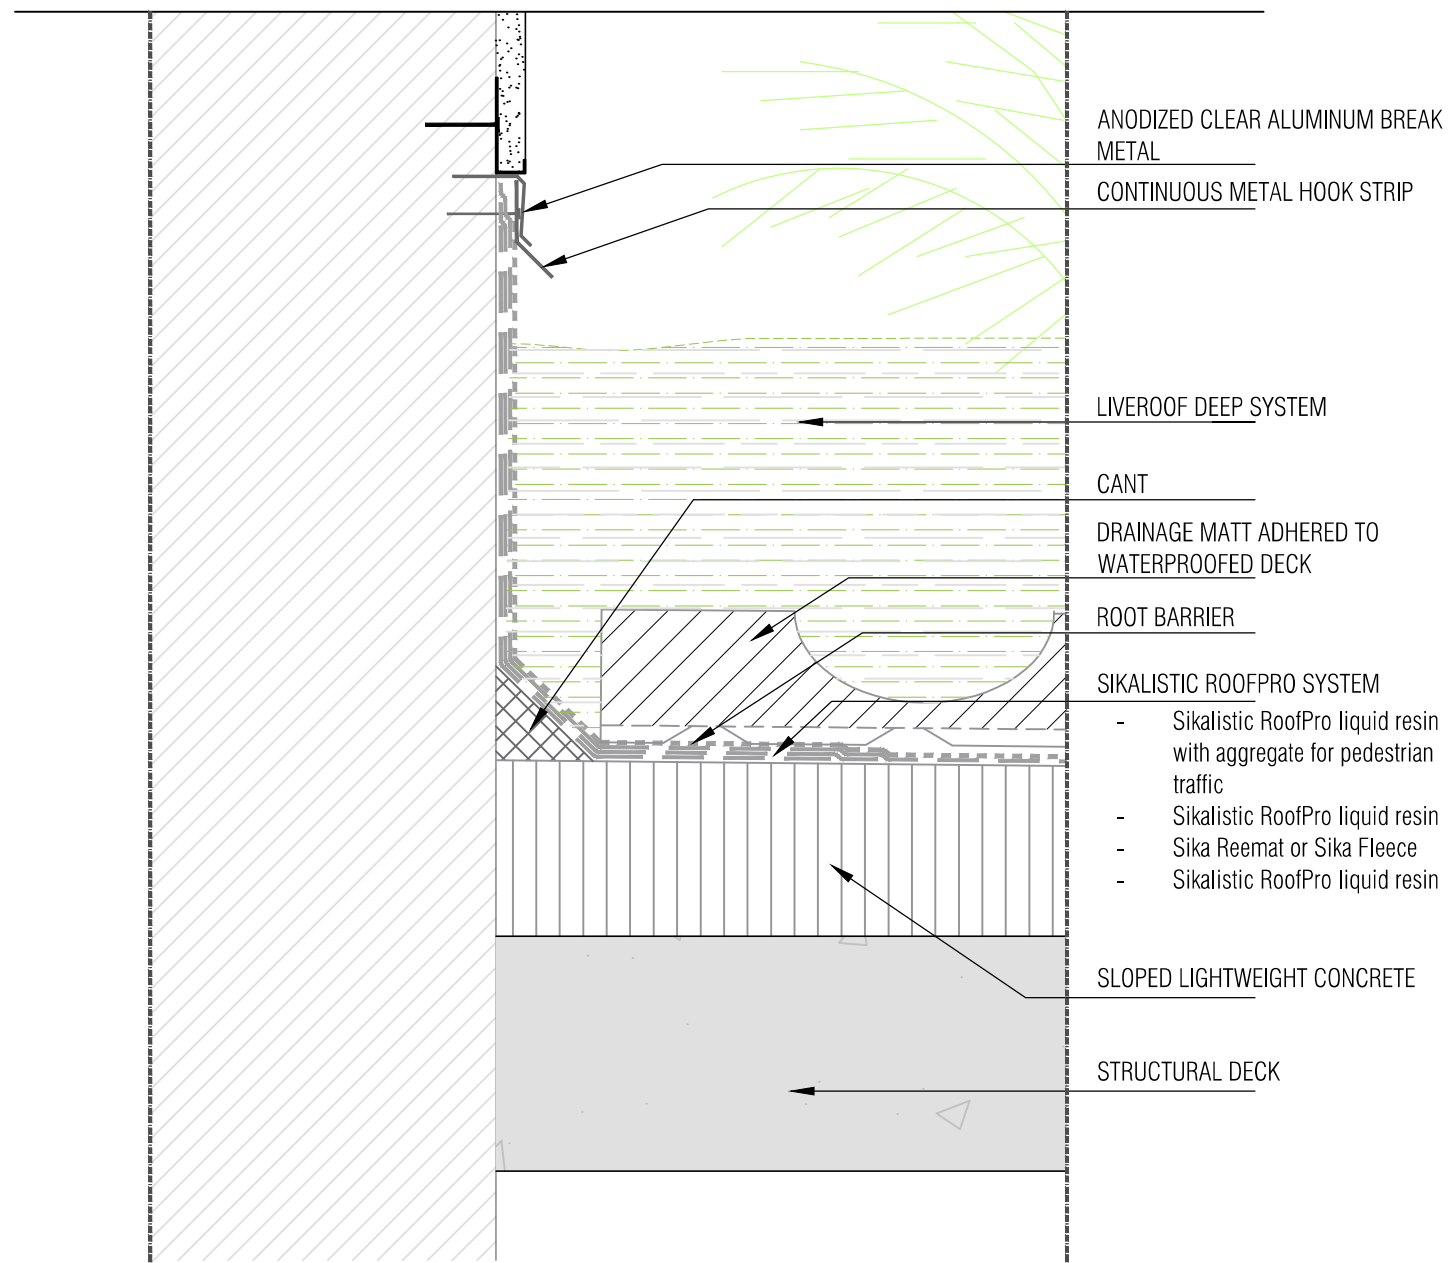 ANODIZED CLEAR ALUMINUM BREAK
METAL
CONTINUOUS METAL HOOK STRIP
LIVEROOF DEEP SYSTEM
CANT
DRAINAGE MATT ADHERED TO
WATERPROOFED DECK
ROOT BARRIER
SIKALISTIC ROOFPRO SYSTEM
- Sikalistic RoofPro liquid resin
with aggregate for pedestrian
traffic
- Sikalistic RoofPro liquid resin
- Sika Reemat or Sika Fleece
- Sikalistic RoofPro liquid resin
SLOPED LIGHTWEIGHT CONCRETE
STRUCTURAL DECK